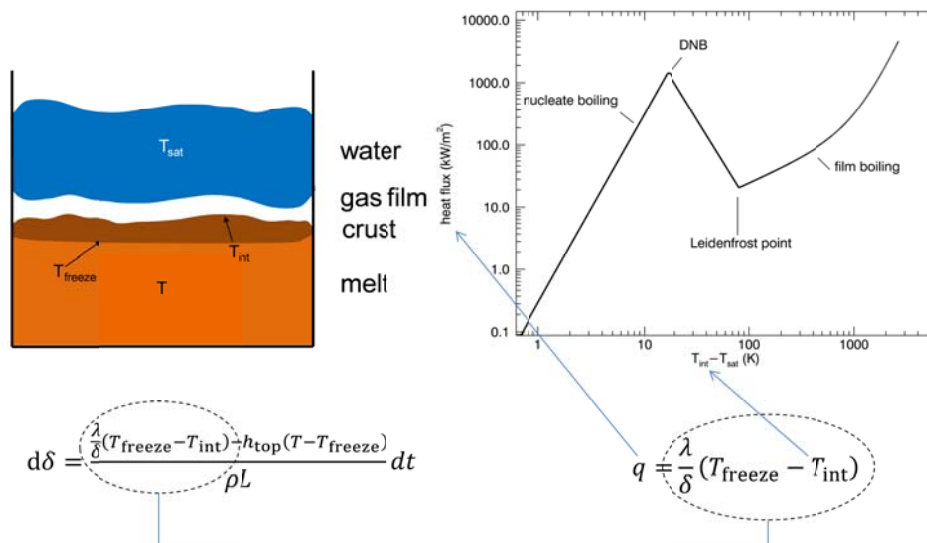 T_sat
water
gas film
crust
T_int
T_freeze
T
melt
10000.0
1000.0
100.0
10.0
1.0
0.1
heat flux (kW/m²)
DNB
nucleate boiling
film boiling
Leidenfrost point
1
10
100
1000
T_int−T_sat (K)
dδ = (λ/δ (T_freeze−T_int)−h_top(T−T_freeze))/(ρL) dt
q = λ/δ (T_freeze − T_int)